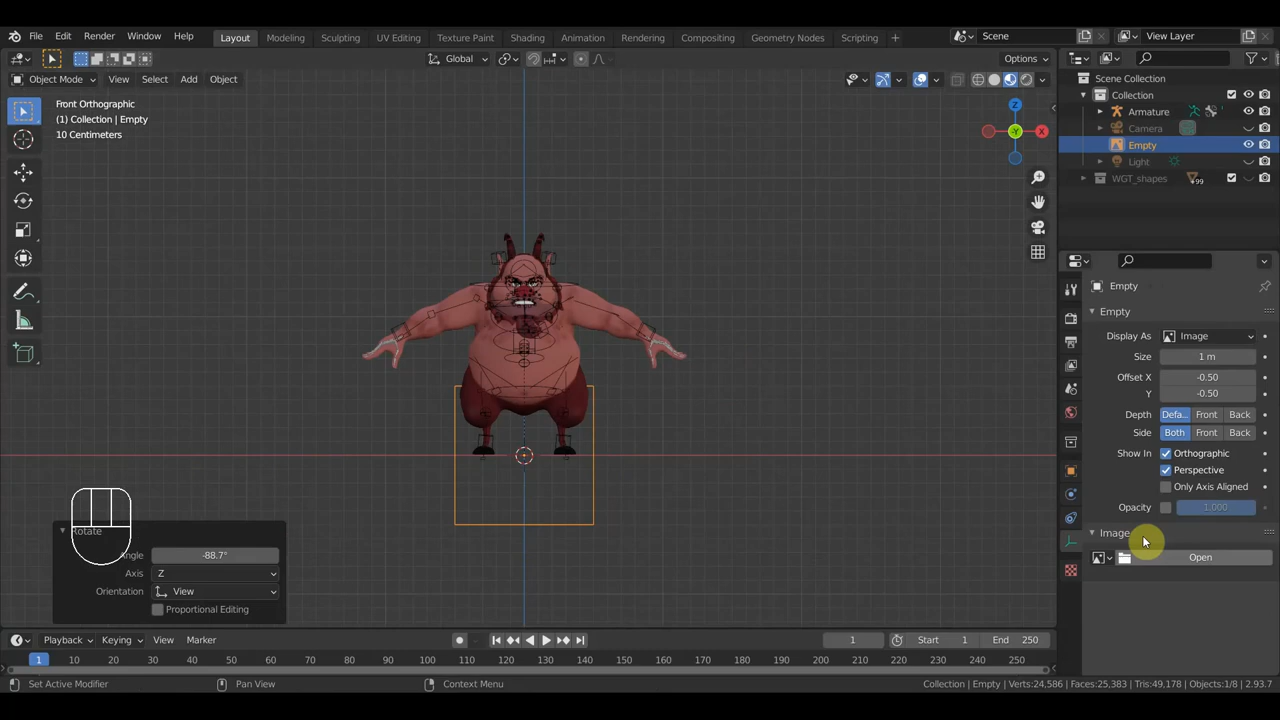 File Edit Render Window Help Layout Modeling Sculpting UV Editing Texture Paint Shading Animation Rendering Compositing Geometry Nodes Scripting + Scene View Layer
Global Options
Object Mode View Select Add Object
Front Orthographic
(1) Collection | Empty
10 Centimeters
Z
X
-Y
Scene Collection
Collection
Armature
Camera
Empty
Light
WGT_shapes 99
Empty
Empty
Display As Image
Size 1 m
Offset X -0.50
Y -0.50
Depth Defa... Front Back
Side Both Front Back
Show In Orthographic
Perspective
Only Axis Aligned
Opacity 1.000
Image
Open
Rotate
Angle -88.7°
Axis Z
Orientation View
Proportional Editing
Playback Keying View Marker 1 Start 1 End 250
1 10 20 30 40 50 60 70 80 90 100 110 120 130 140 150 160 170 180 190 200 210 220 230 240 250
Set Active Modifier Pan View Context Menu Collection | Empty | Verts:24,586 | Faces:25,383 | Tris:49,178 | Objects:1/8 | 2.93.7